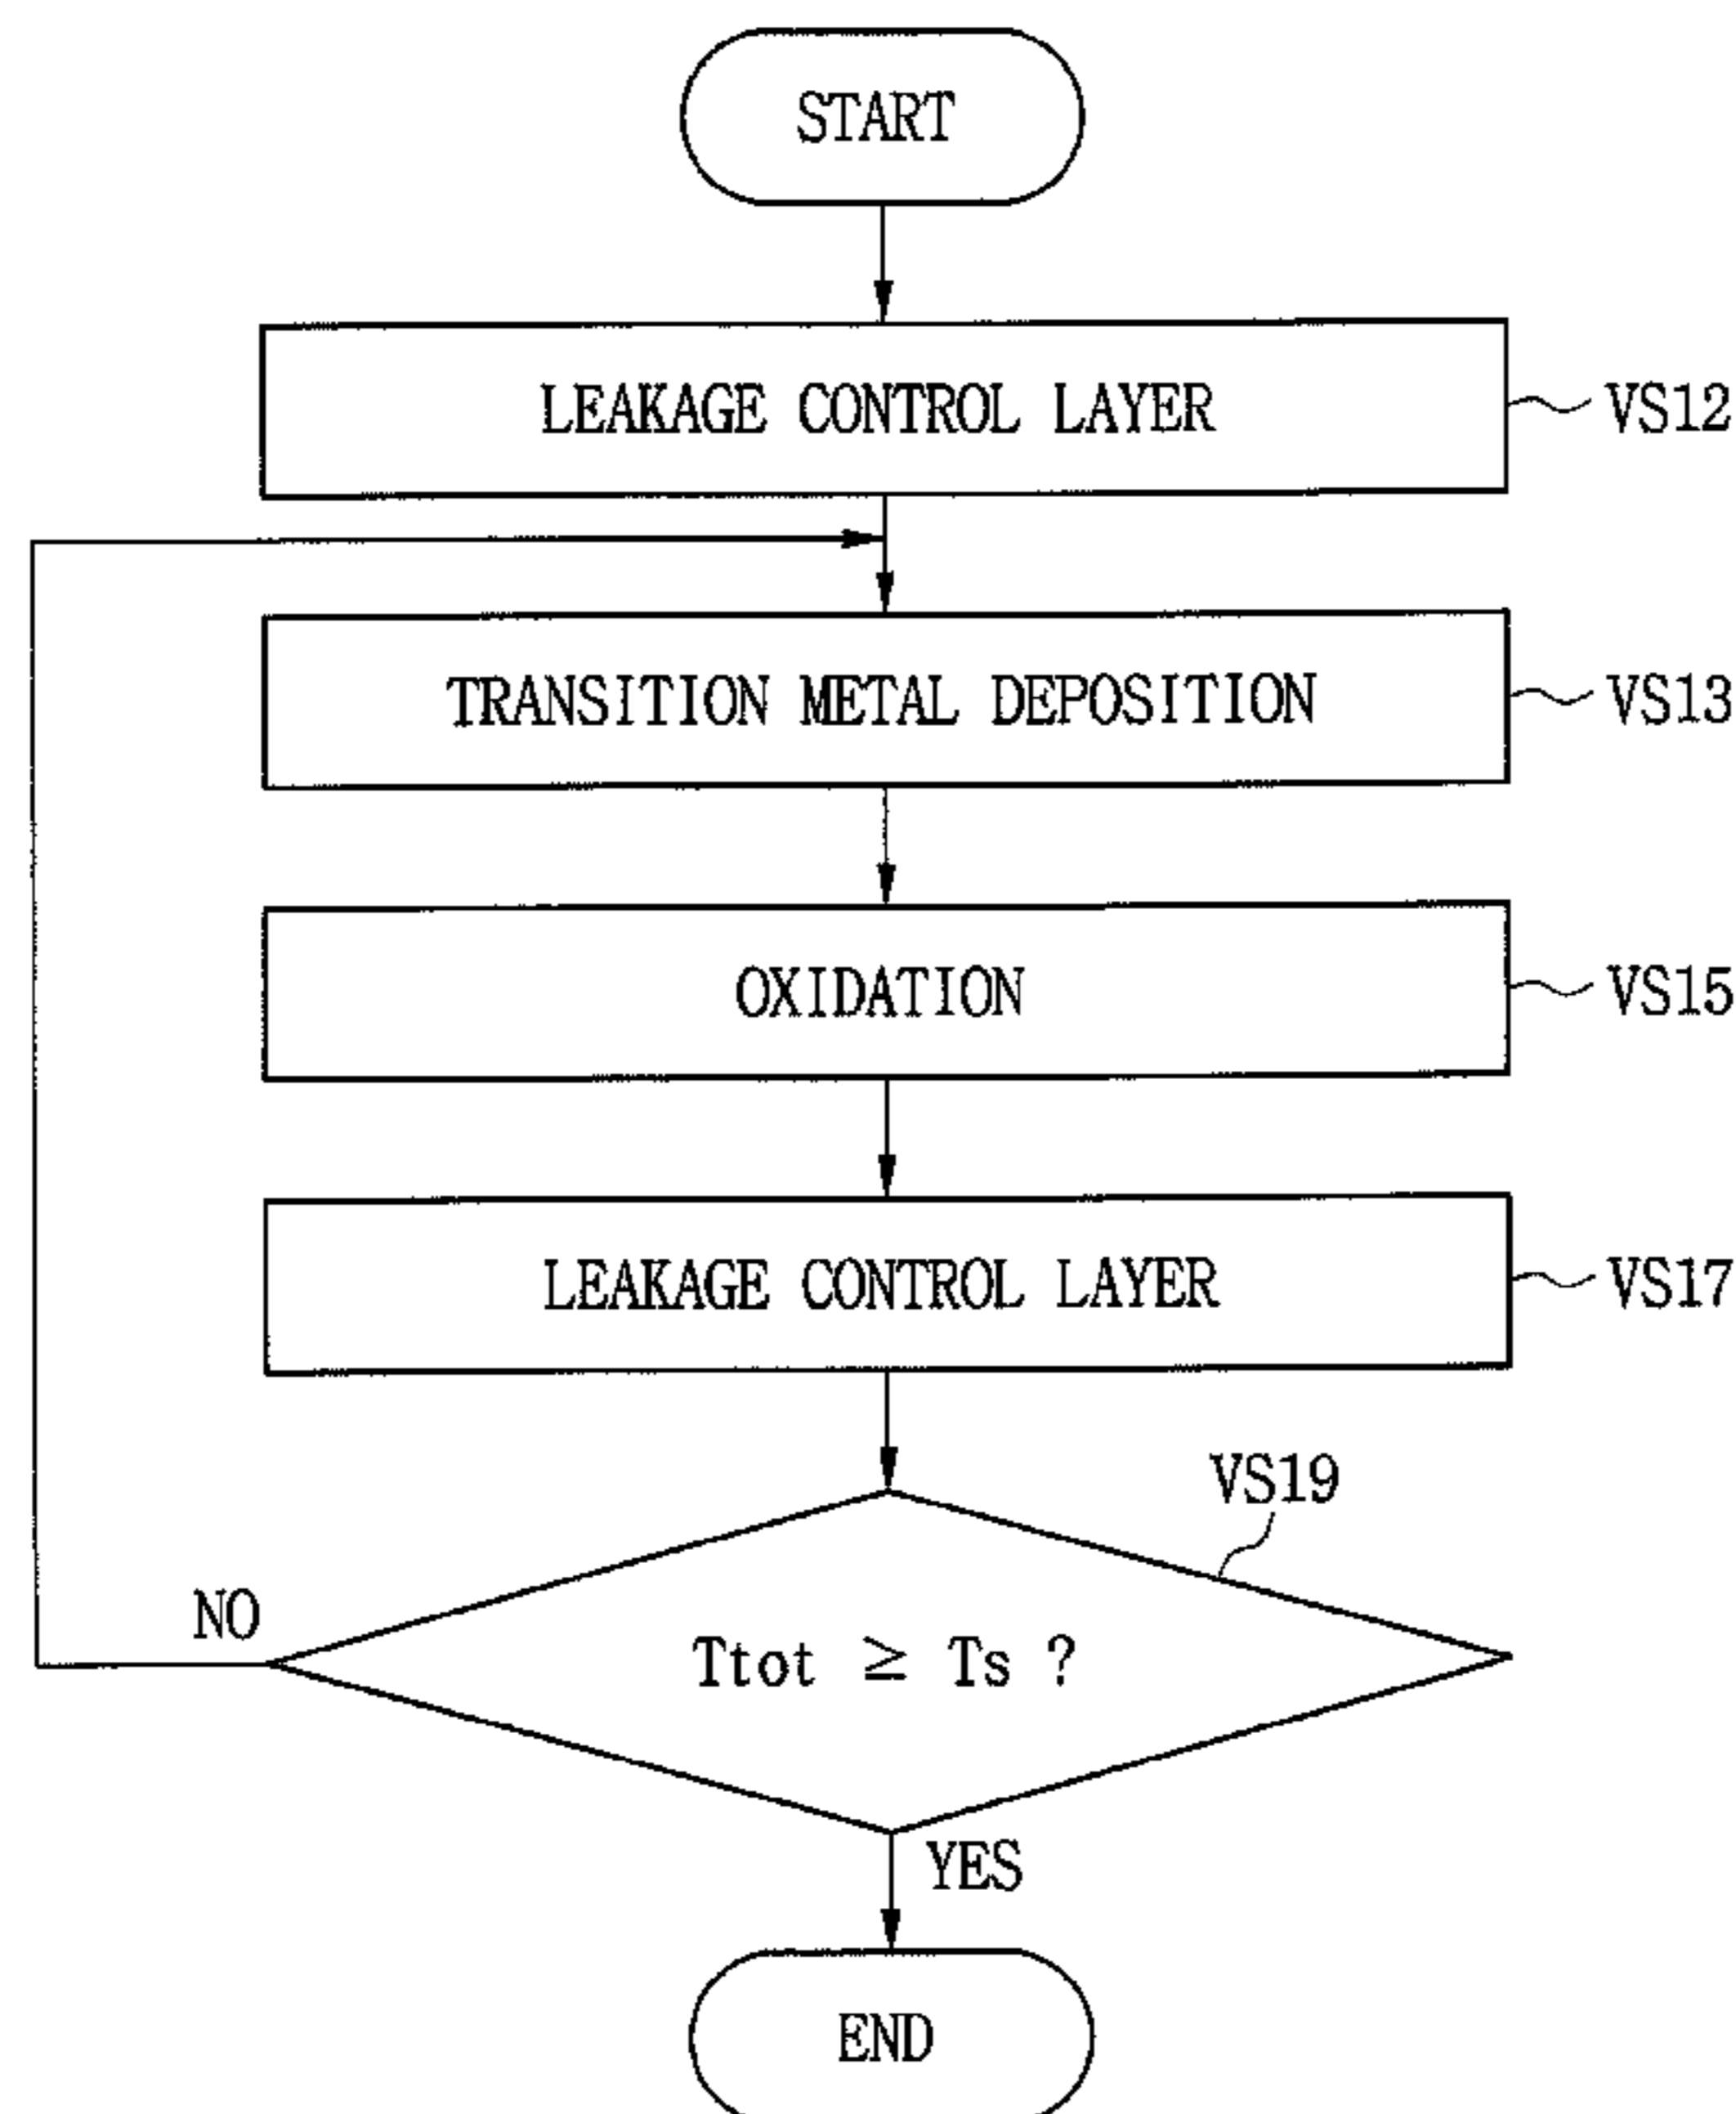 START
LEAKAGE CONTROL LAYER
VS12
TRANSITION METAL DEPOSITION
VS13
OXIDATION
VS15
LEAKAGE CONTROL LAYER
VS17
VS19
NO
Ttot ≥ Ts ?
YES
END